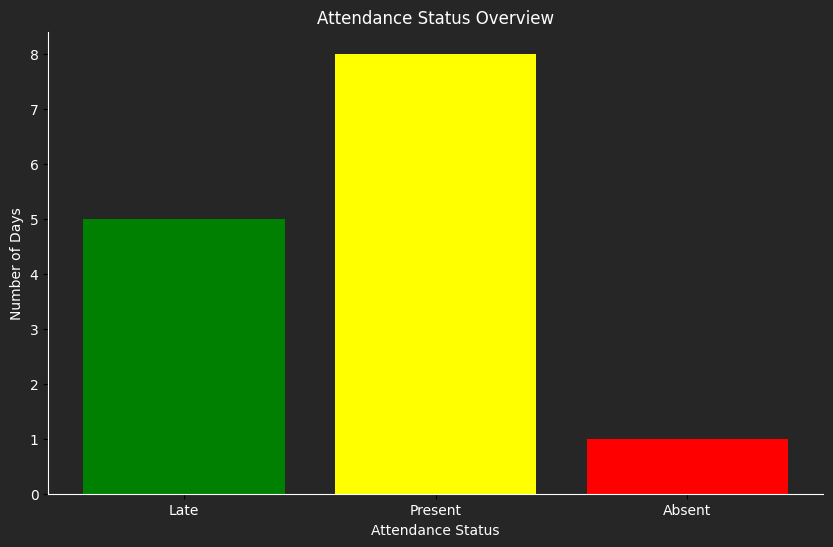 Attendance Status Overview
8
7
6
5
4
3
2
1
0
Number of Days
Late Present Absent
Attendance Status